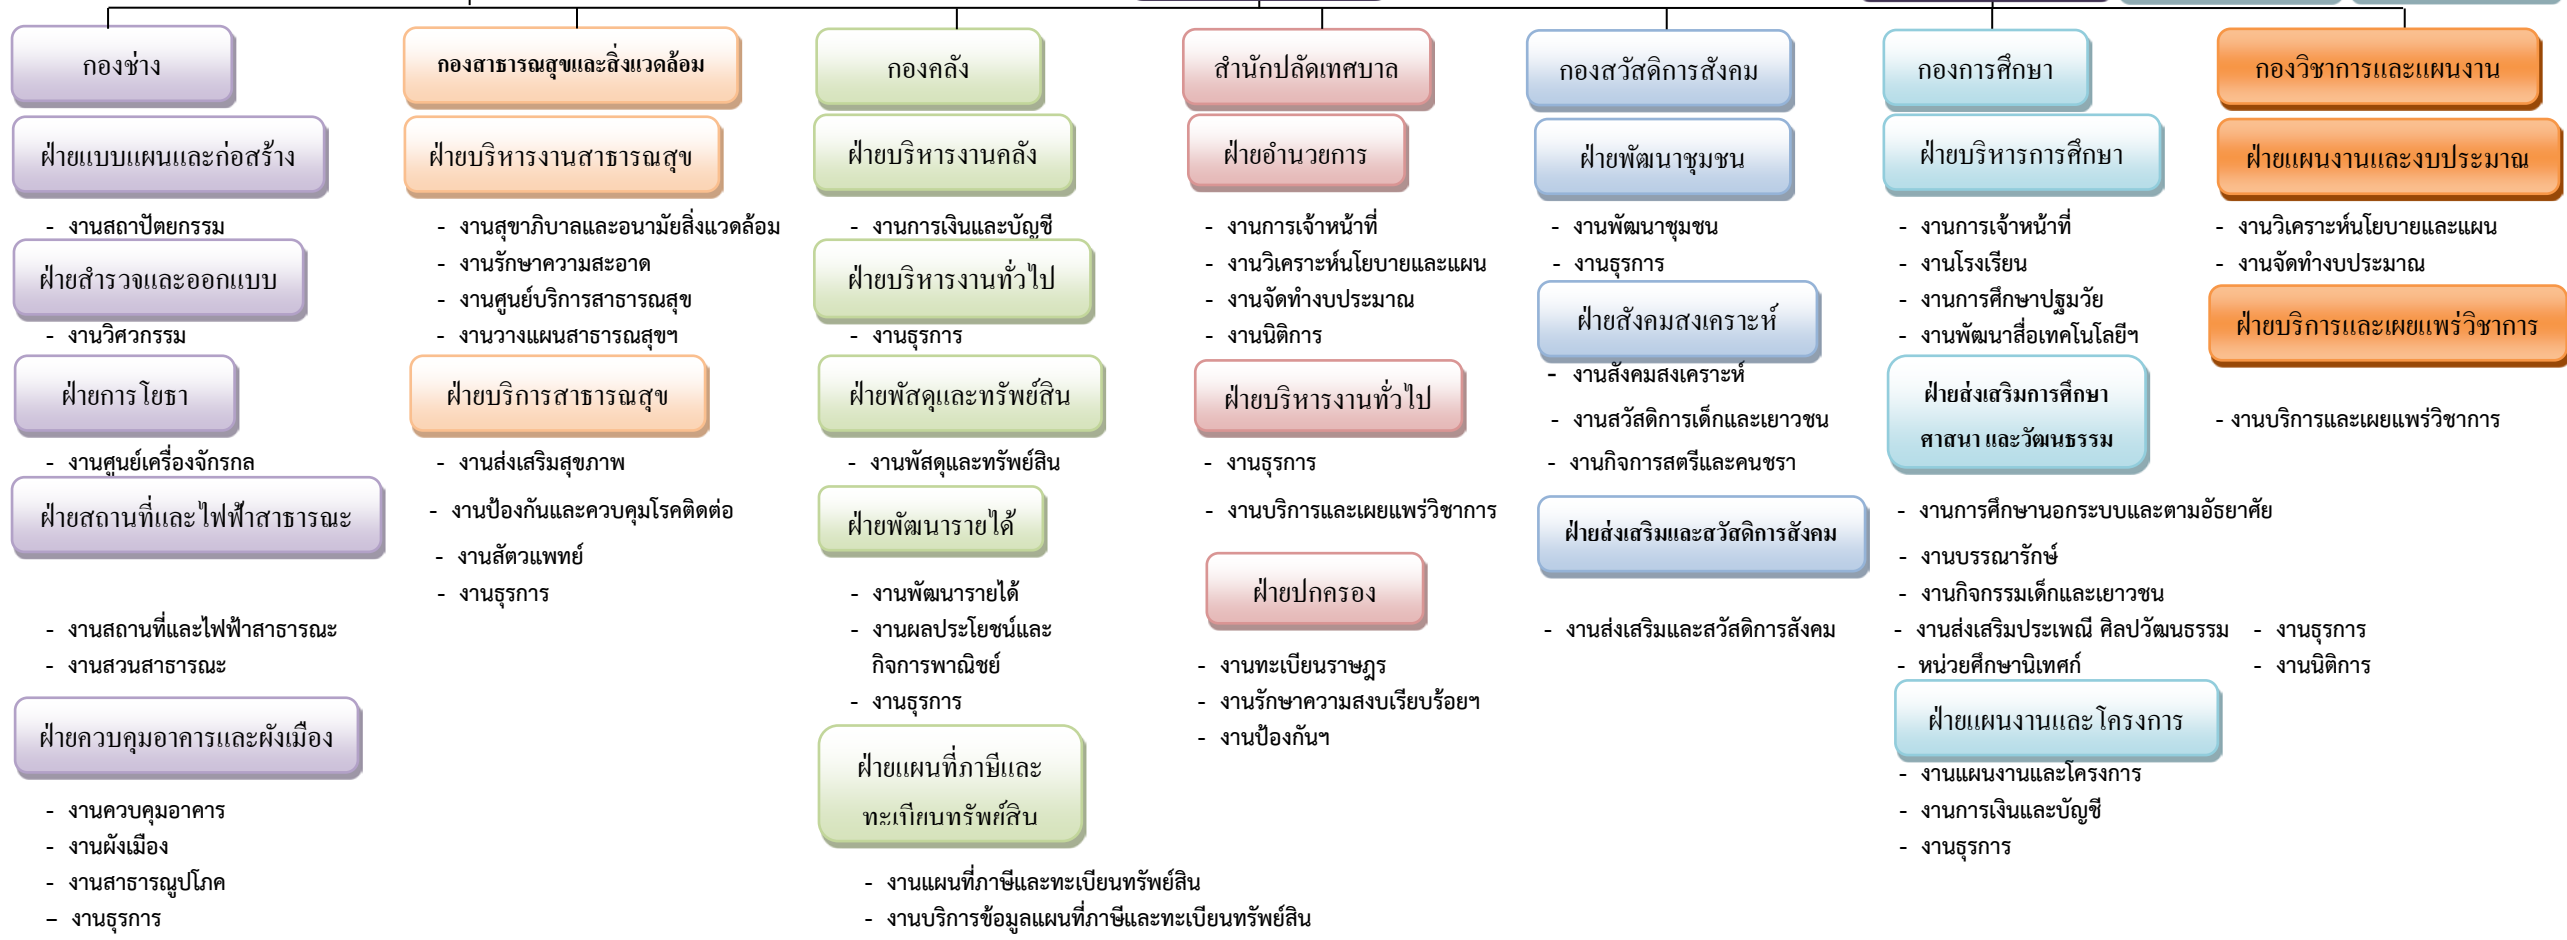 กองช่าง
ฝ่ายแบบแผนและก่อสร้าง
- งานสถาปัตยกรรม
ฝ่ายสำรวจและออกแบบ
- งานวิศวกรรม
ฝ่ายการโยธา
- งานศูนย์เครื่องจักรกล
ฝ่ายสถานที่และไฟฟ้าสาธารณะ
- งานสถานที่และไฟฟ้าสาธารณะ
- งานสวนสาธารณะ
ฝ่ายควบคุมอาคารและผังเมือง
- งานควบคุมอาคาร
- งานผังเมือง
- งานสาธารณูปโภค
– งานธุรการ
กองสาธารณสุขและสิ่งแวดล้อม
ฝ่ายบริหารงานสาธารณสุข
- งานสุขาภิบาลและอนามัยสิ่งแวดล้อม
- งานรักษาความสะอาด
- งานศูนย์บริการสาธารณสุข
- งานวางแผนสาธารณสุขฯ
ฝ่ายบริการสาธารณสุข
- งานส่งเสริมสุขภาพ
- งานป้องกันและควบคุมโรคติดต่อ
- งานสัตวแพทย์
- งานธุรการ
กองคลัง
ฝ่ายบริหารงานคลัง
- งานการเงินและบัญชี
ฝ่ายบริหารงานทั่วไป
- งานธุรการ
ฝ่ายพัสดุและทรัพย์สิน
- งานพัสดุและทรัพย์สิน
ฝ่ายพัฒนารายได้
- งานพัฒนารายได้
- งานผลประโยชน์และ
กิจการพาณิชย์
- งานธุรการ
ฝ่ายแผนที่ภาษีและ
ทะเบียนทรัพย์สิน
- งานแผนที่ภาษีและทะเบียนทรัพย์สิน
- งานบริการข้อมูลแผนที่ภาษีและทะเบียนทรัพย์สิน
สำนักปลัดเทศบาล
ฝ่ายอำนวยการ
- งานการเจ้าหน้าที่
- งานวิเคราะห์นโยบายและแผน
- งานจัดทำงบประมาณ
- งานนิติการ
ฝ่ายบริหารงานทั่วไป
- งานธุรการ
- งานบริการและเผยแพร่วิชาการ
ฝ่ายปกครอง
- งานทะเบียนราษฎร
- งานรักษาความสงบเรียบร้อยฯ
- งานป้องกันฯ
กองสวัสดิการสังคม
ฝ่ายพัฒนาชุมชน
- งานพัฒนาชุมชน
- งานธุรการ
ฝ่ายสังคมสงเคราะห์
- งานสังคมสงเคราะห์
- งานสวัสดิการเด็กและเยาวชน
- งานกิจการสตรีและคนชรา
ฝ่ายส่งเสริมและสวัสดิการสังคม
- งานส่งเสริมและสวัสดิการสังคม
กองการศึกษา
ฝ่ายบริหารการศึกษา
- งานการเจ้าหน้าที่
- งานโรงเรียน
- งานการศึกษาปฐมวัย
- งานพัฒนาสื่อเทคโนโลยีฯ
ฝ่ายส่งเสริมการศึกษา
ศาสนา และวัฒนธรรม
- งานการศึกษานอกระบบและตามอัธยาศัย
- งานบรรณารักษ์
- งานกิจกรรมเด็กและเยาวชน
- งานส่งเสริมประเพณี ศิลปวัฒนธรรม - งานธุรการ
- หน่วยศึกษานิเทศก์ - งานนิติการ
ฝ่ายแผนงานและโครงการ
- งานแผนงานและโครงการ
- งานการเงินและบัญชี
- งานธุรการ
กองวิชาการและแผนงาน
ฝ่ายแผนงานและงบประมาณ
- งานวิเคราะห์นโยบายและแผน
- งานจัดทำงบประมาณ
ฝ่ายบริการและเผยแพร่วิชาการ
- งานบริการและเผยแพร่วิชาการ